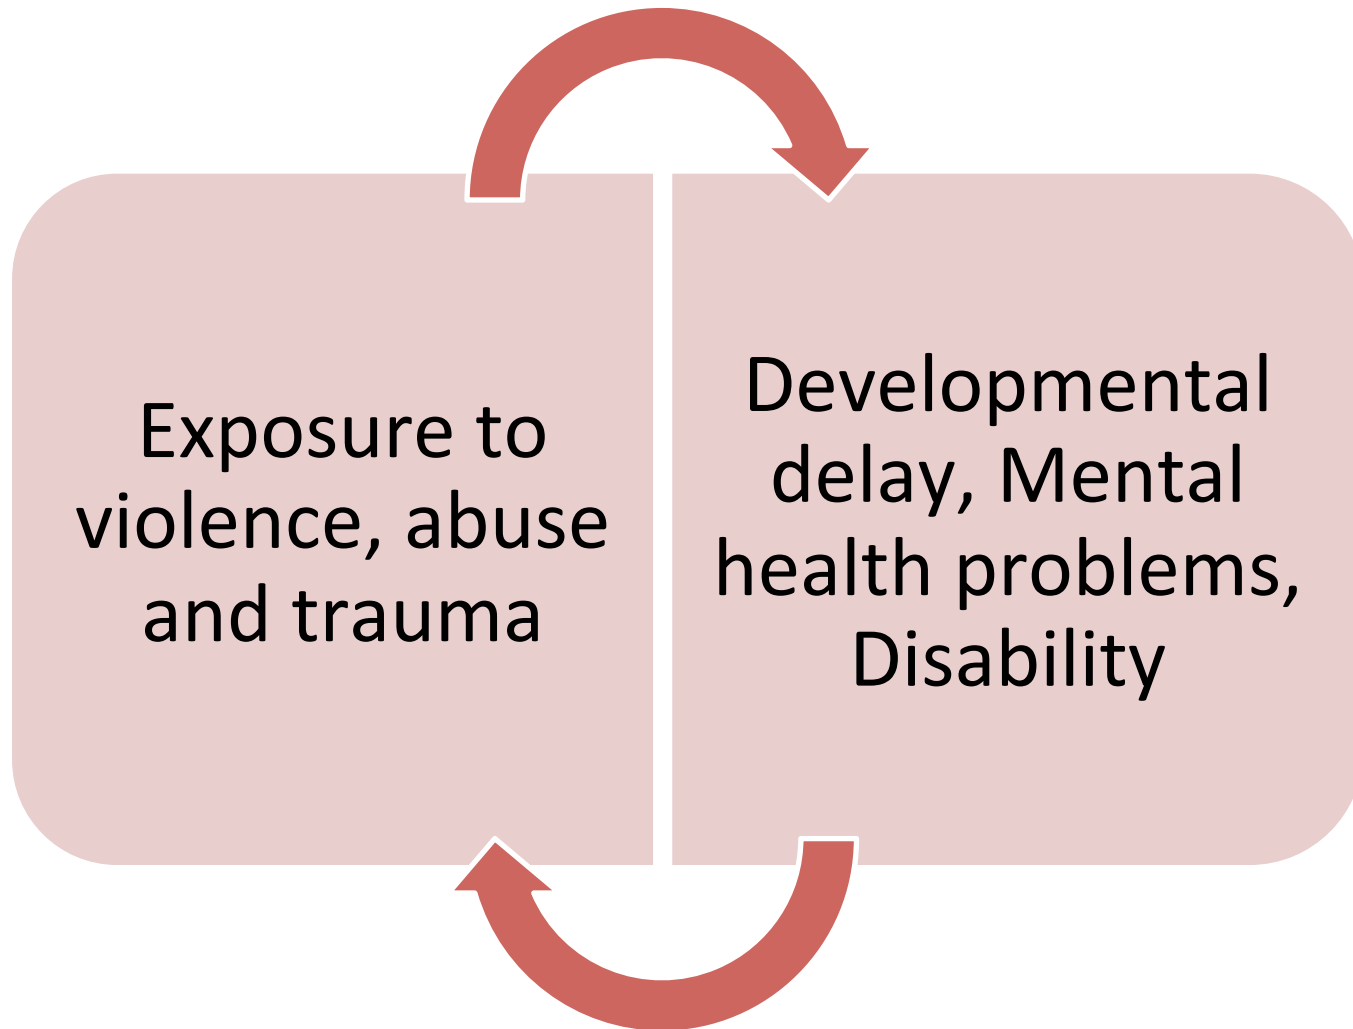 Exposure to
violence, abuse
and trauma
Developmental
delay, Mental
health problems,
Disability